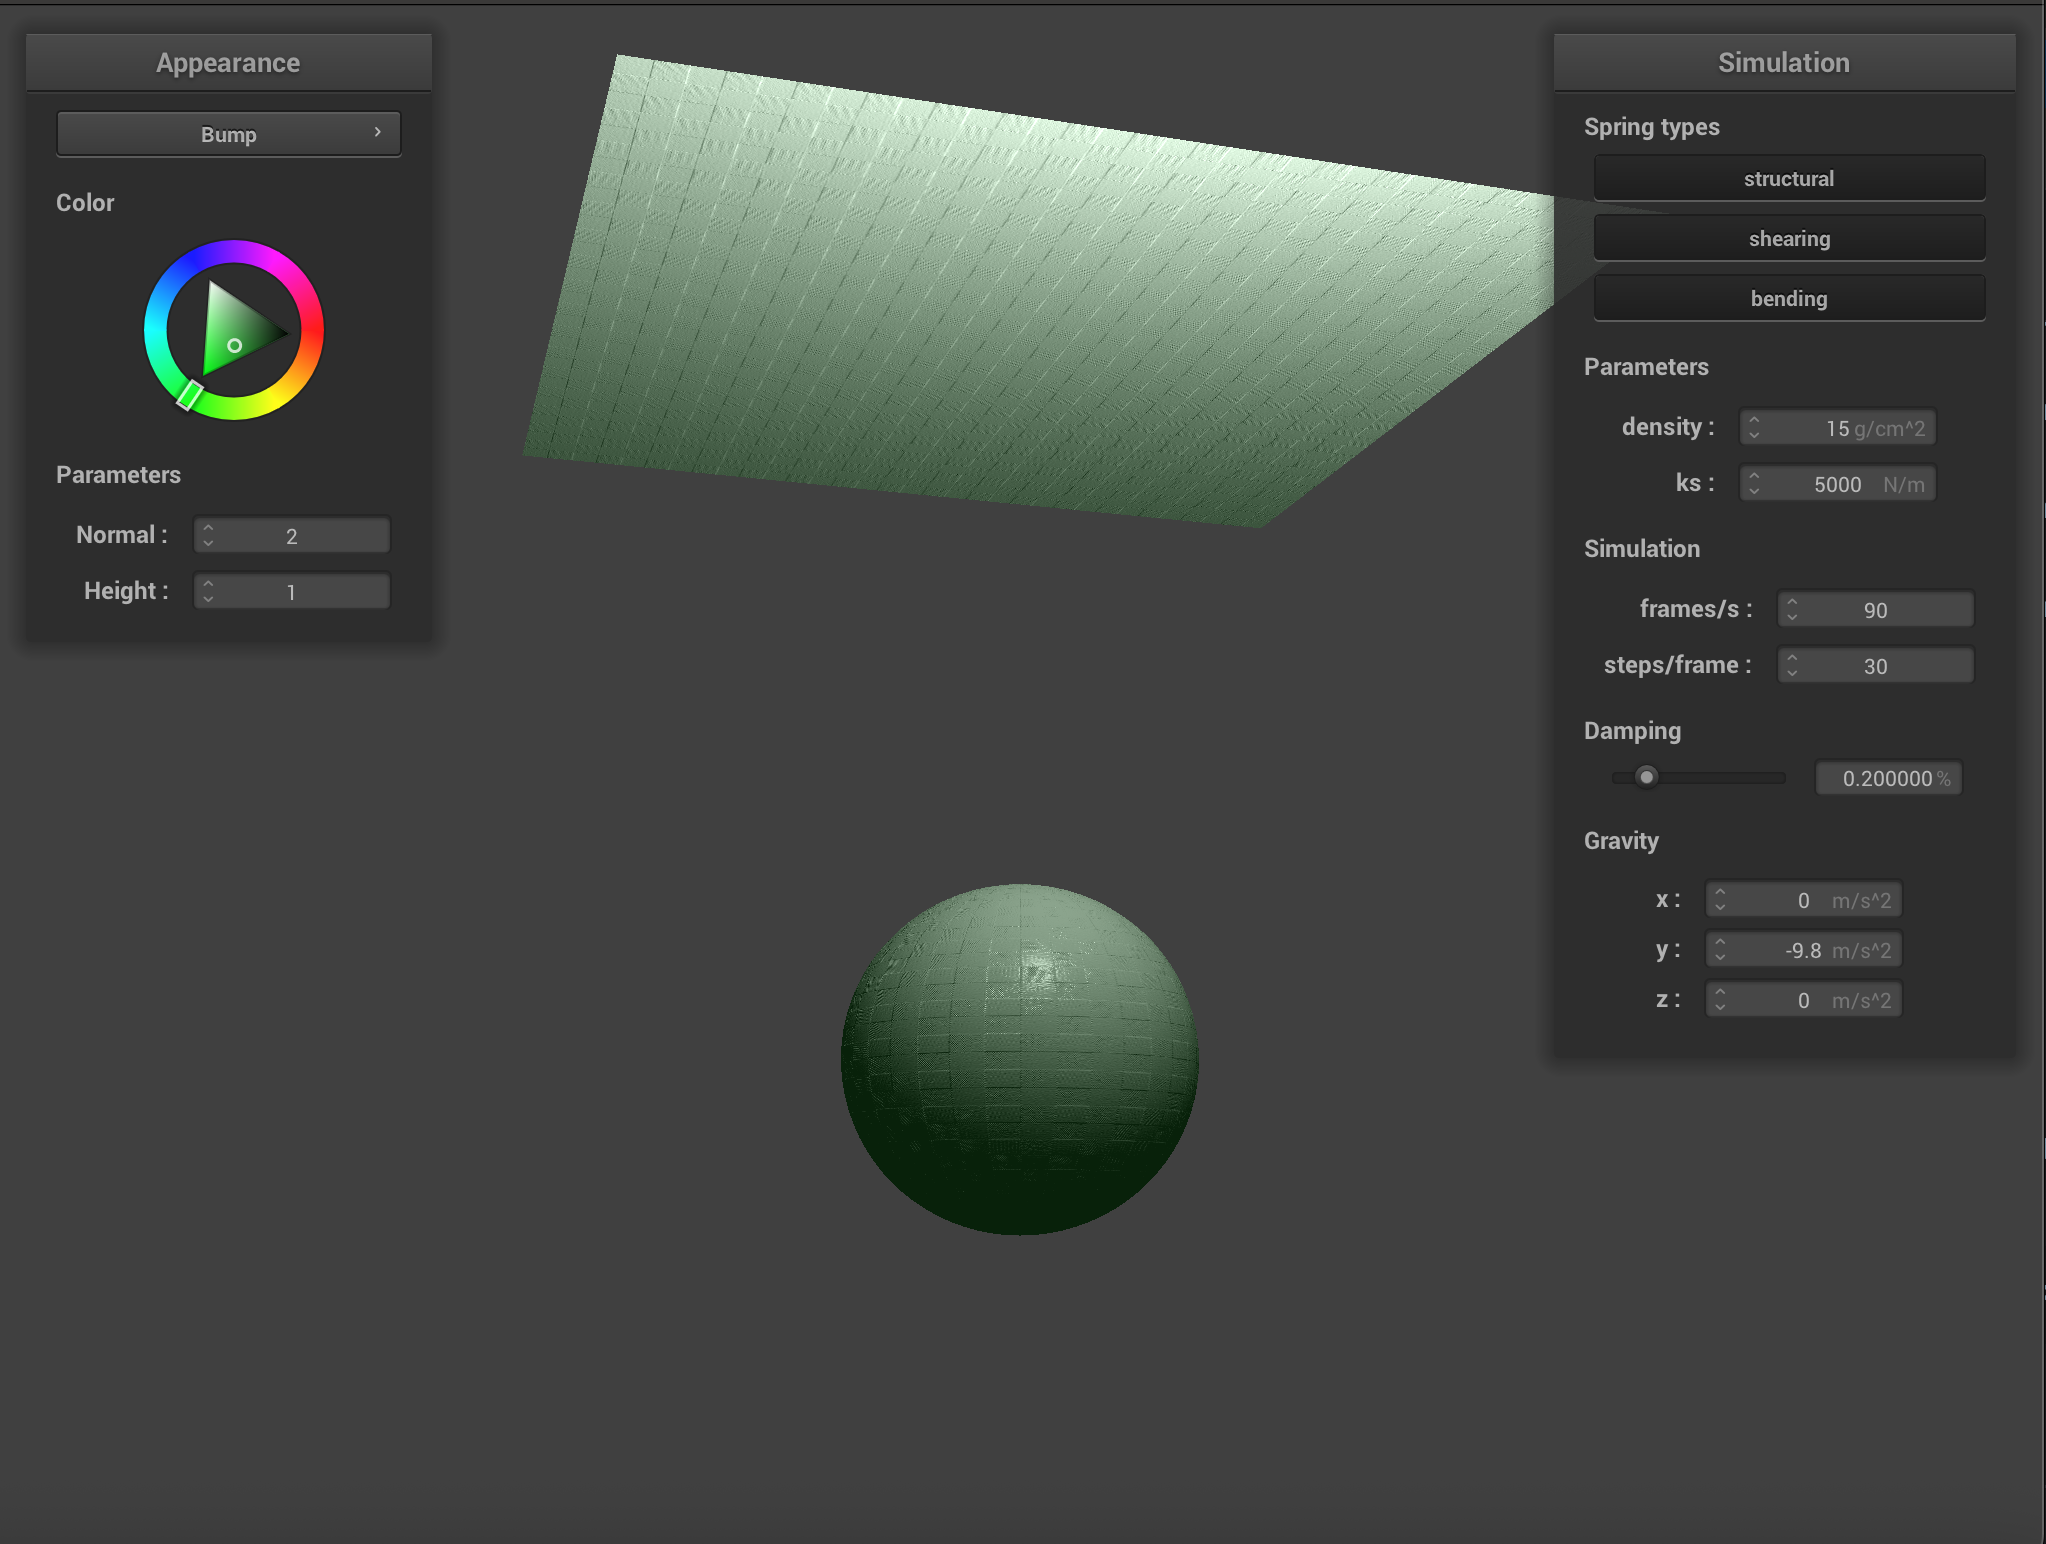 Appearance
Bump
Color
Parameters
Normal : 2
Height : 1
Simulation
Spring types
structural
shearing
bending
Parameters
density : 15 g/cm^2
ks : 5000 N/m
Simulation
frames/s : 90
steps/frame : 30
Damping
0.200000 %
Gravity
x : 0 m/s^2
y : -9.8 m/s^2
z : 0 m/s^2